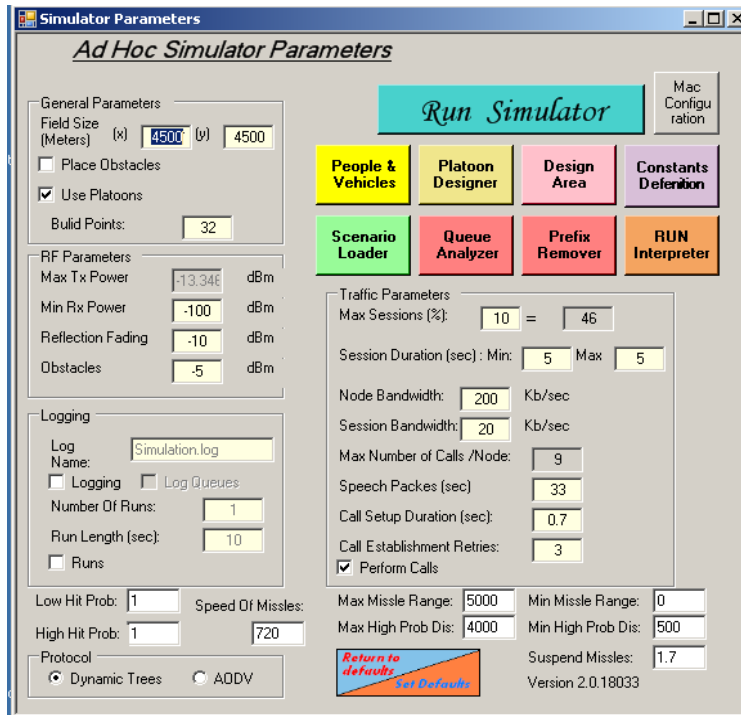 Simulator Parameters
Ad Hoc Simulator Parameters
Run Simulator
Mac
Configu
ration
General Parameters
Field Size
(Meters) (x) 4500 (y) 4500
Place Obstacles
Use Platoons
Bulid Points: 32
People &
Vehicles
Platoon
Designer
Design
Area
Constants
Defenition
Scenario
Loader
Queue
Analyzer
Prefix
Remover
RUN
Interpreter
RF Parameters
Max Tx Power -13.346 dBm
Min Rx Power -100 dBm
Reflection Fading -10 dBm
Obstacles -5 dBm
Traffic Parameters
Max Sessions (%): 10 = 46
Session Duration (sec) : Min: 5 Max 5
Node Bandwidth: 200 Kb/sec
Session Bandwidth: 20 Kb/sec
Max Number of Calls /Node: 9
Speech Packes (sec) 33
Call Setup Duration (sec): 0.7
Call Establishment Retries: 3
Perform Calls
Logging
Log
Name: Simulation.log
Logging Log Queues
Number Of Runs: 1
Run Length (sec): 10
Runs
Low Hit Prob: 1 Speed Of Missles:
High Hit Prob: 1 720
Max Missle Range: 5000 Min Missle Range: 0
Max High Prob Dis: 4000 Min High Prob Dis: 500
Protocol
Dynamic Trees AODV
Return to
defaults
Set Defaults
Suspend Missles: 1.7
Version 2.0.18033